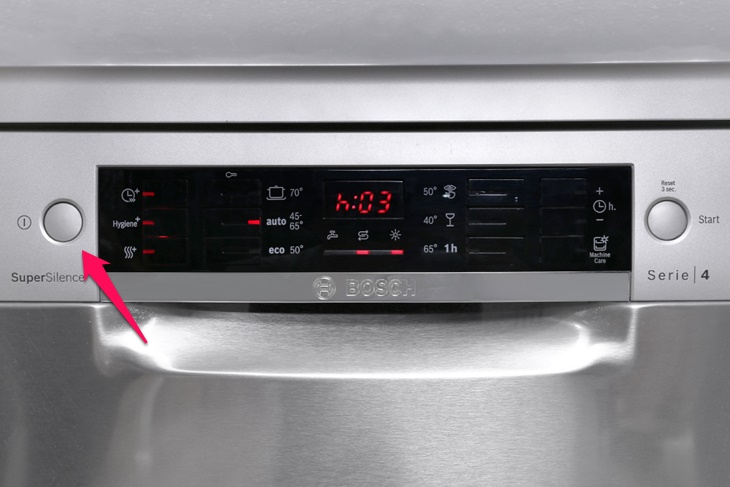 Reset
3 sec.
70°
h:03
50°
+
h.
Hygiene+
auto 45-
65°
40°
−
Start
eco 50°
65° 1h
Machine
Care
SuperSilence
BOSCH
Serie | 4